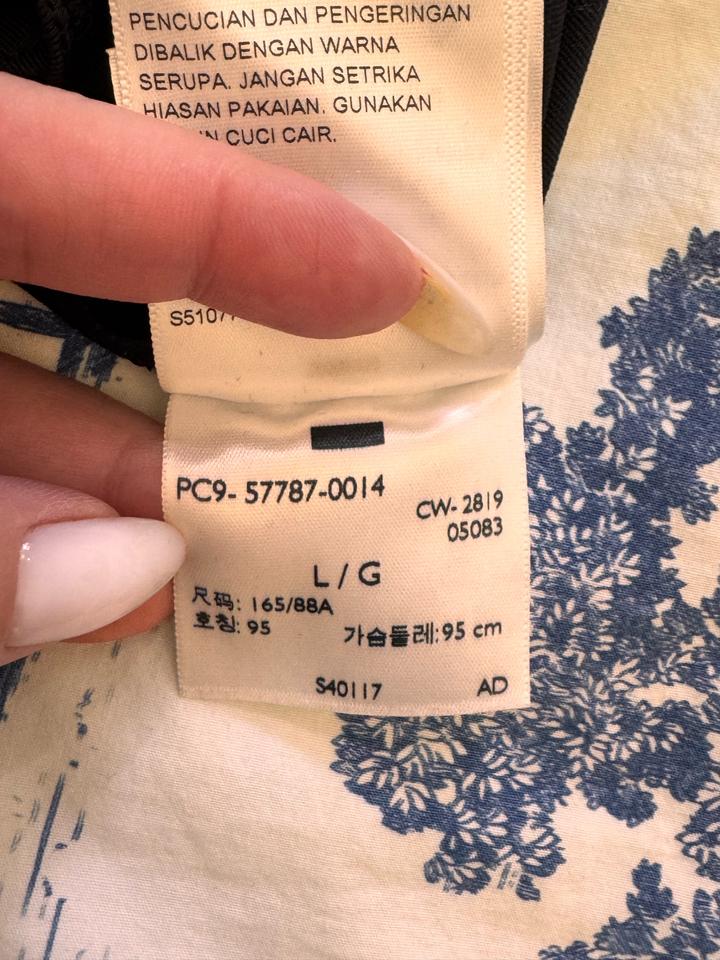 PENCUCIAN DAN PENGERINGAN
DIBALIK DENGAN WARNA
SERUPA. JANGAN SETRIKA
HIASAN PAKAIAN. GUNAKAN
CUCI CAIR.
PC9- 57787-0014
CW- 2819
05083
L / G
尺码: 165/88A
호칭: 95
가슴둘레: 95 cm
S40117
AD